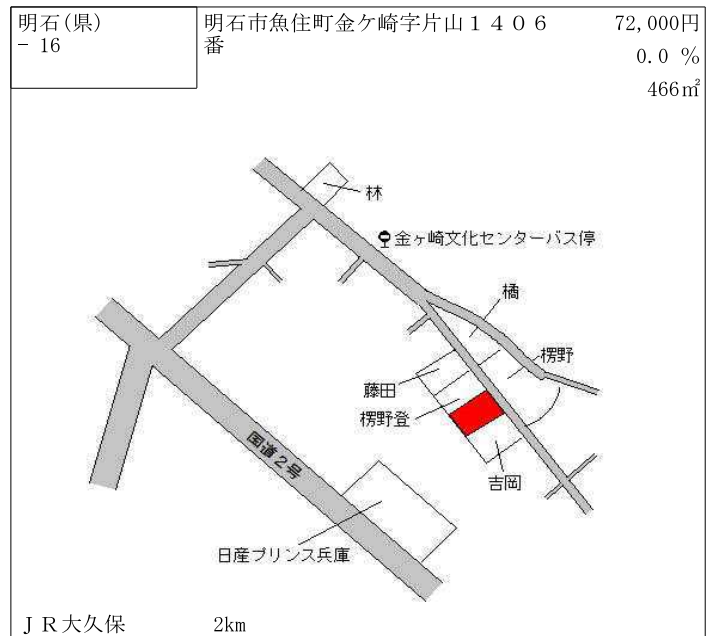 明石(県)
- 16
明石市魚住町金ケ崎字片山1406
番
72,000円
0.0 %
466㎡
林
金ヶ崎文化センターバス停
橘
楞野
藤田
楞野登
吉岡
国道2号
日産プリンス兵庫
JR大久保 2km